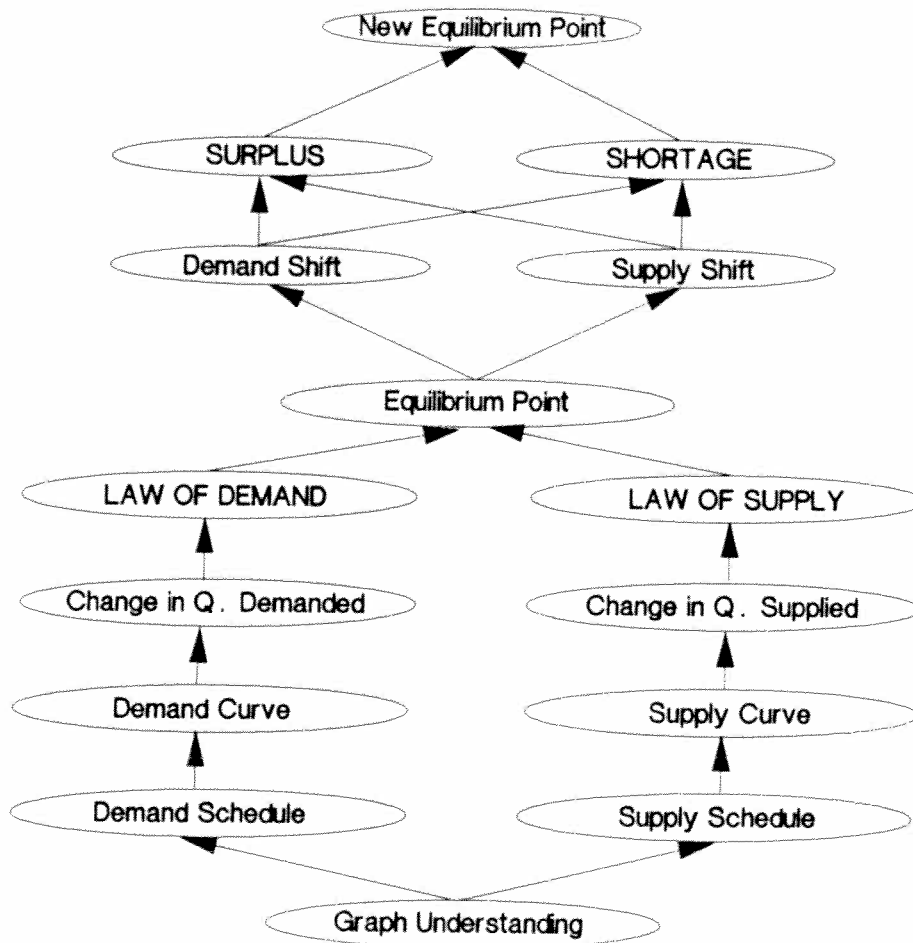 New Equilibrium Point
SURPLUS
SHORTAGE
Demand Shift
Supply Shift
Equilibrium Point
LAW OF DEMAND
LAW OF SUPPLY
Change in Q. Demanded
Change in Q. Supplied
Demand Curve
Supply Curve
Demand Schedule
Supply Schedule
Graph Understanding